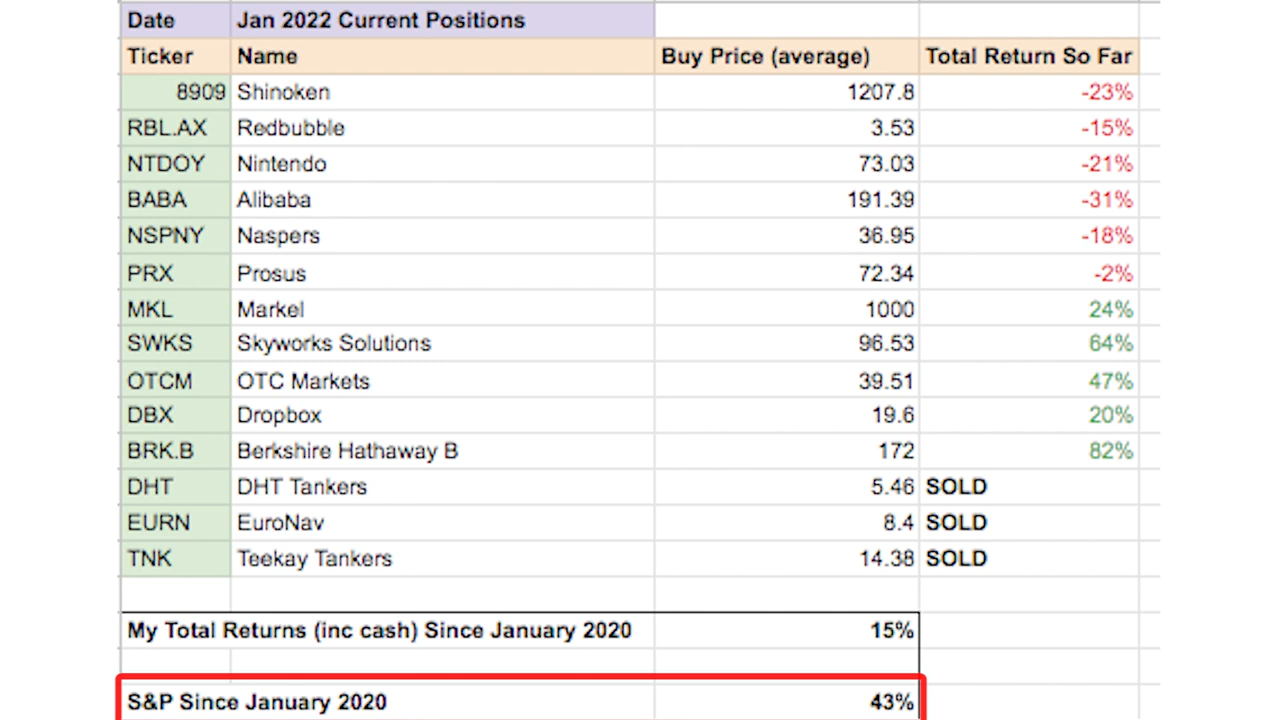 Date Jan 2022 Current Positions
Ticker Name Buy Price (average) Total Return So Far
8909 Shinoken 1207.8 -23%
RBL.AX Redbubble 3.53 -15%
NTDOY Nintendo 73.03 -21%
BABA Alibaba 191.39 -31%
NSPNY Naspers 36.95 -18%
PRX Prosus 72.34 -2%
MKL Markel 1000 24%
SWKS Skyworks Solutions 96.53 64%
OTCM OTC Markets 39.51 47%
DBX Dropbox 19.6 20%
BRK.B Berkshire Hathaway B 172 82%
DHT DHT Tankers 5.46 SOLD
EURN EuroNav 8.4 SOLD
TNK Teekay Tankers 14.38 SOLD
My Total Returns (inc cash) Since January 2020 15%
S&P Since January 2020 43%